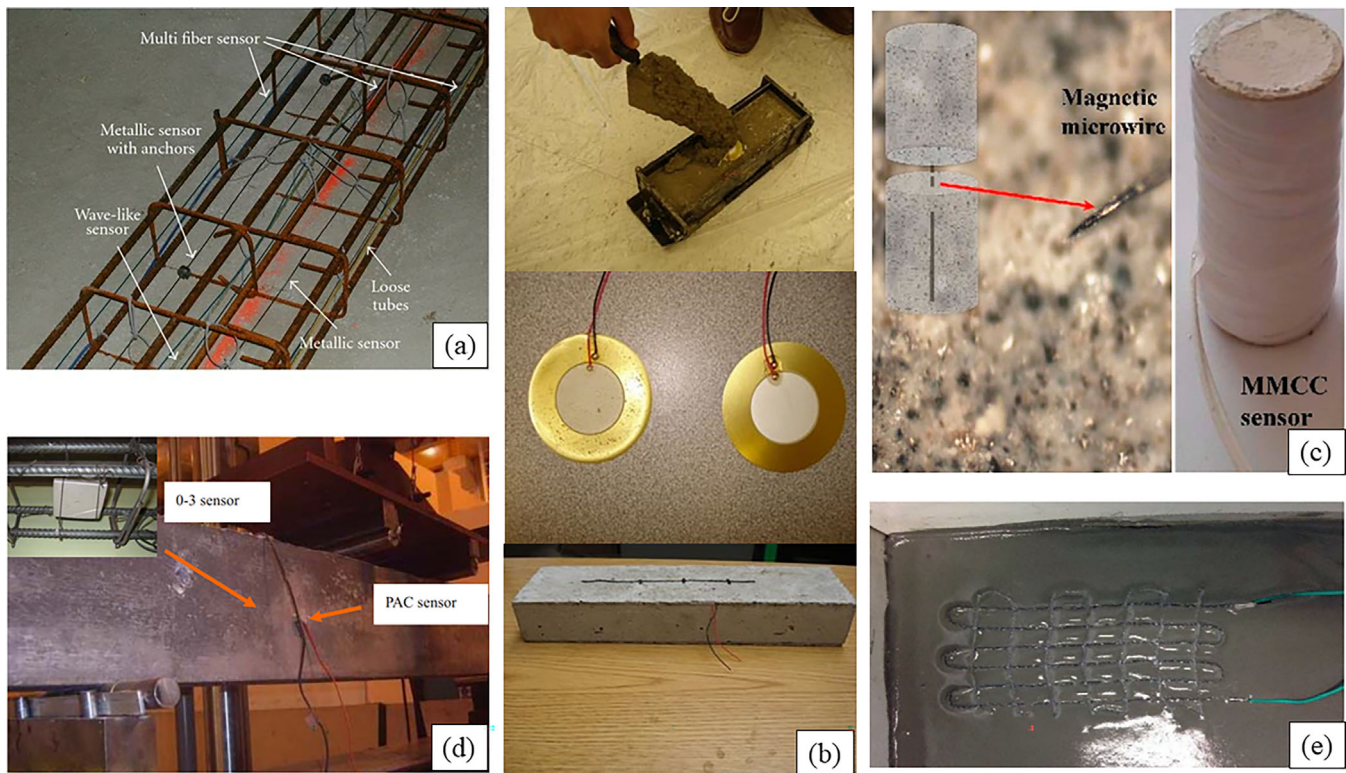 Multi fiber sensor
Metallic sensor
with anchors
Wave-like
sensor
Loose
tubes
Metallic sensor
(a)
0-3 sensor
PAC sensor
(d)
(b)
Magnetic
microwire
MMCC
sensor
(c)
(e)